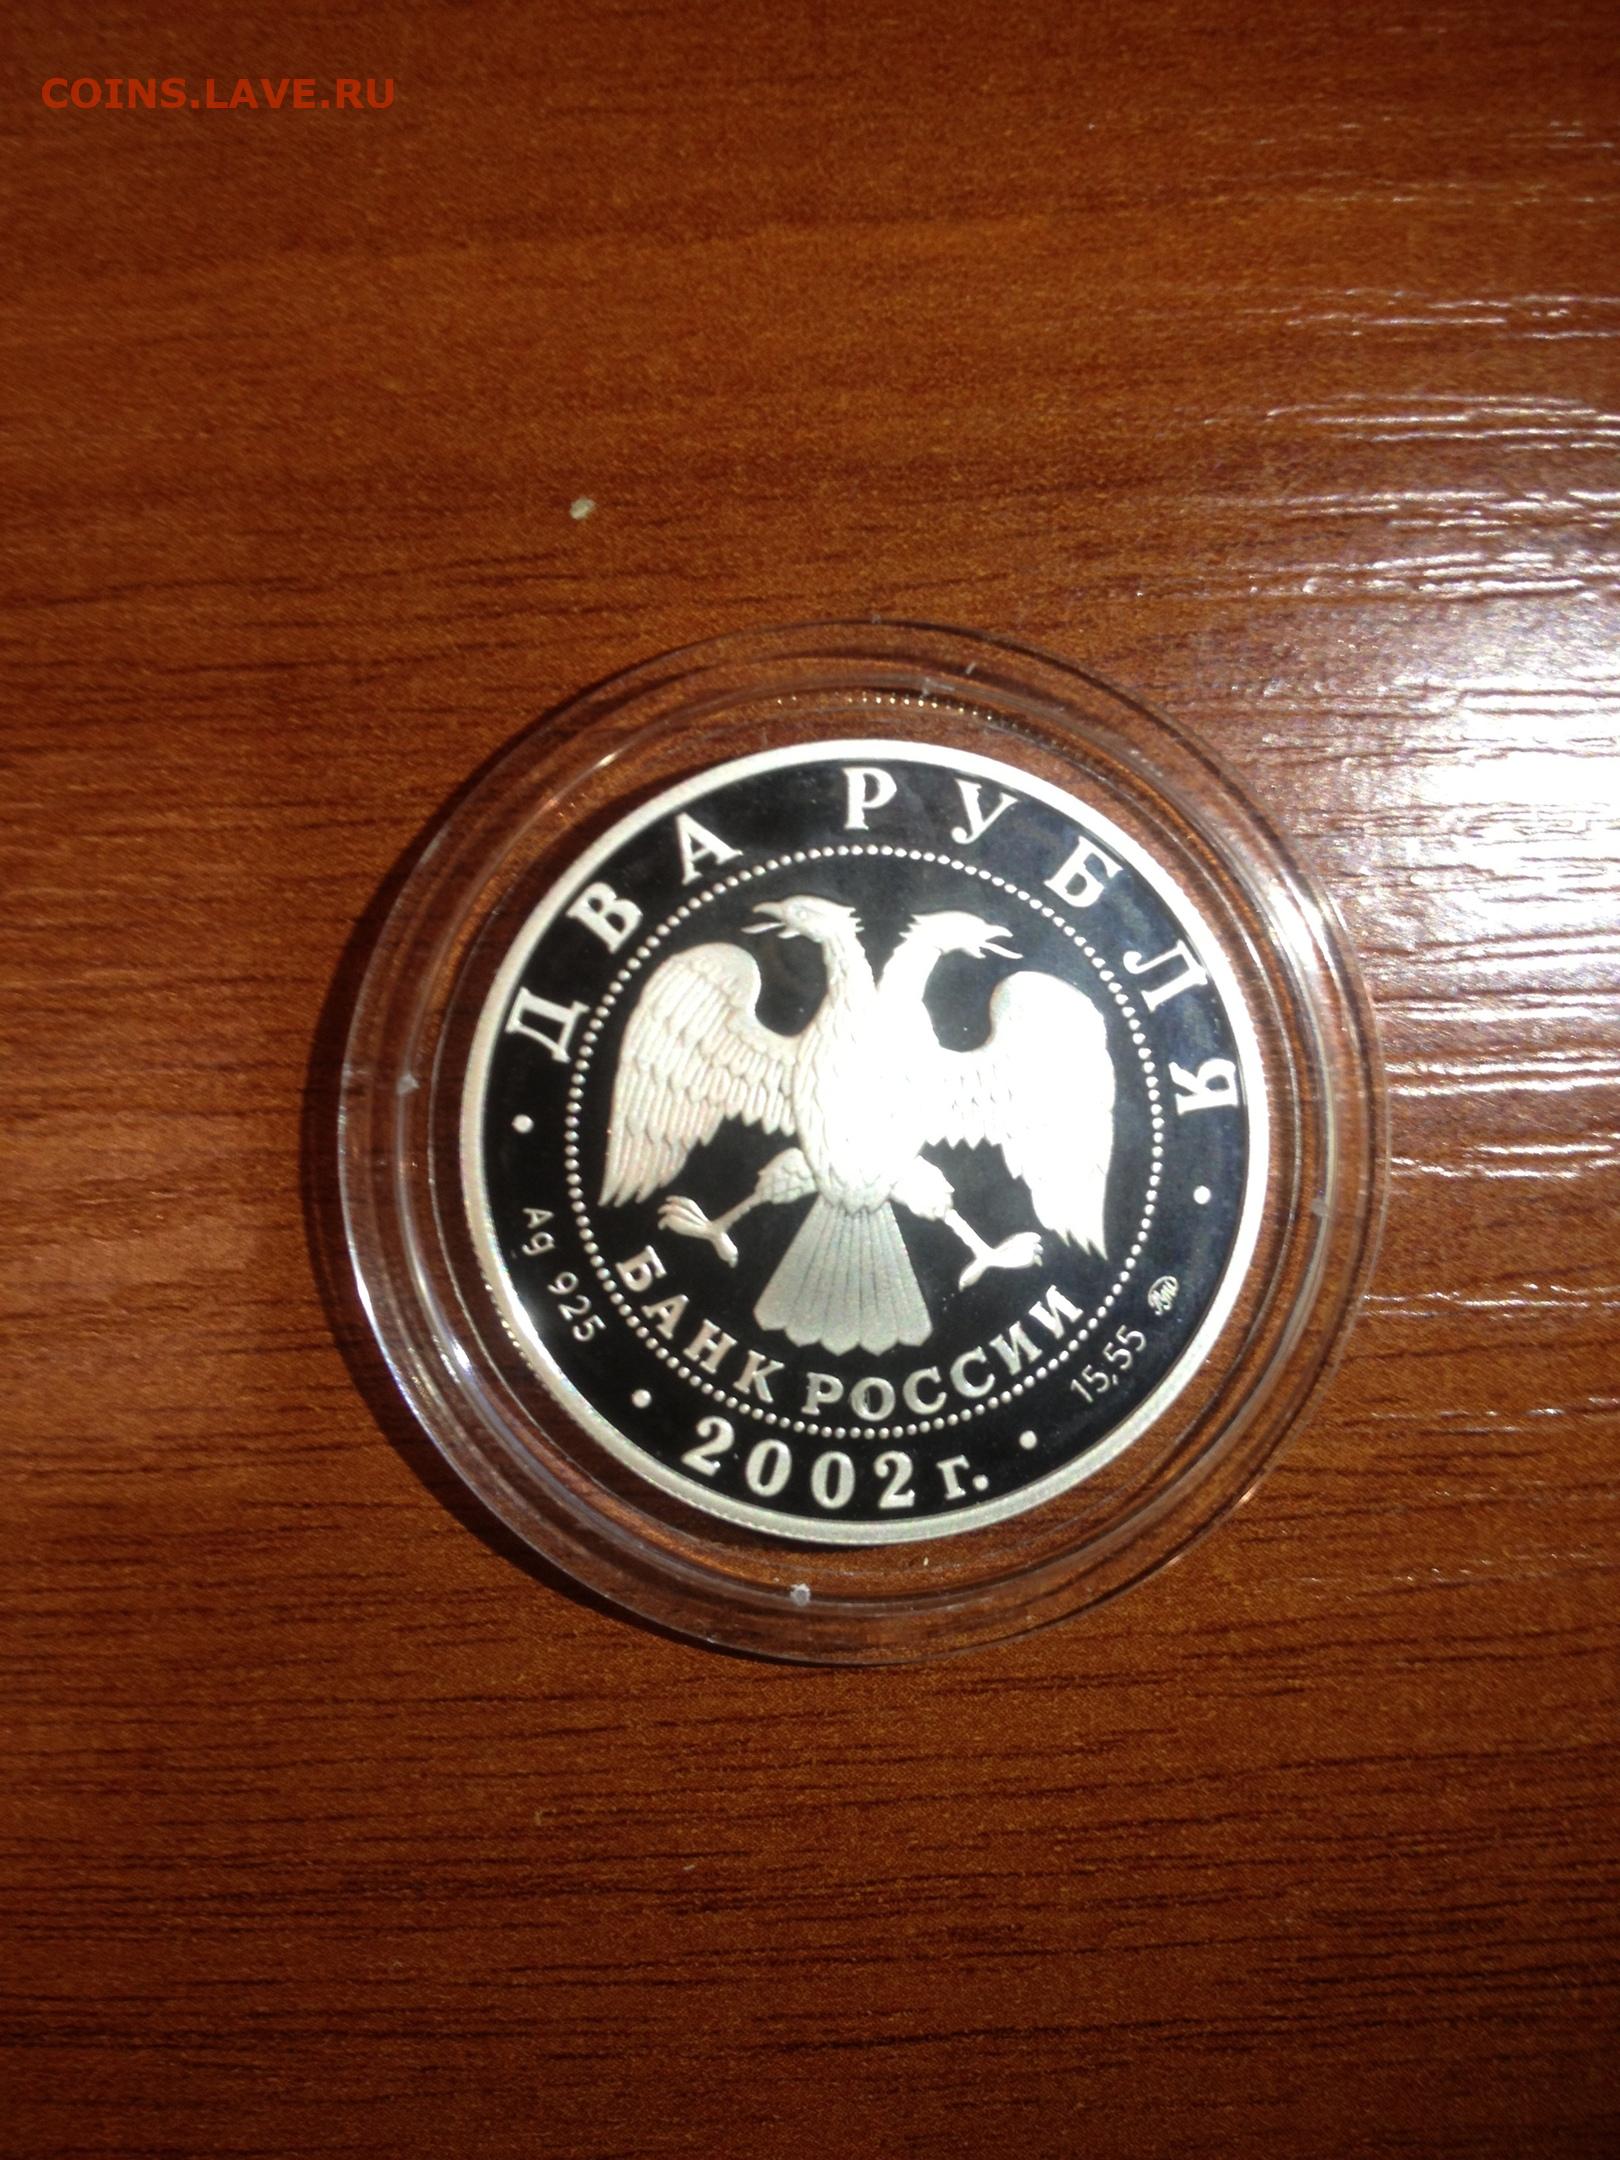 COINS.LAVE.RU
ДВА РУБЛЯ
БАНК РОССИИ
Ag 925
• 2002 г. •
15,55